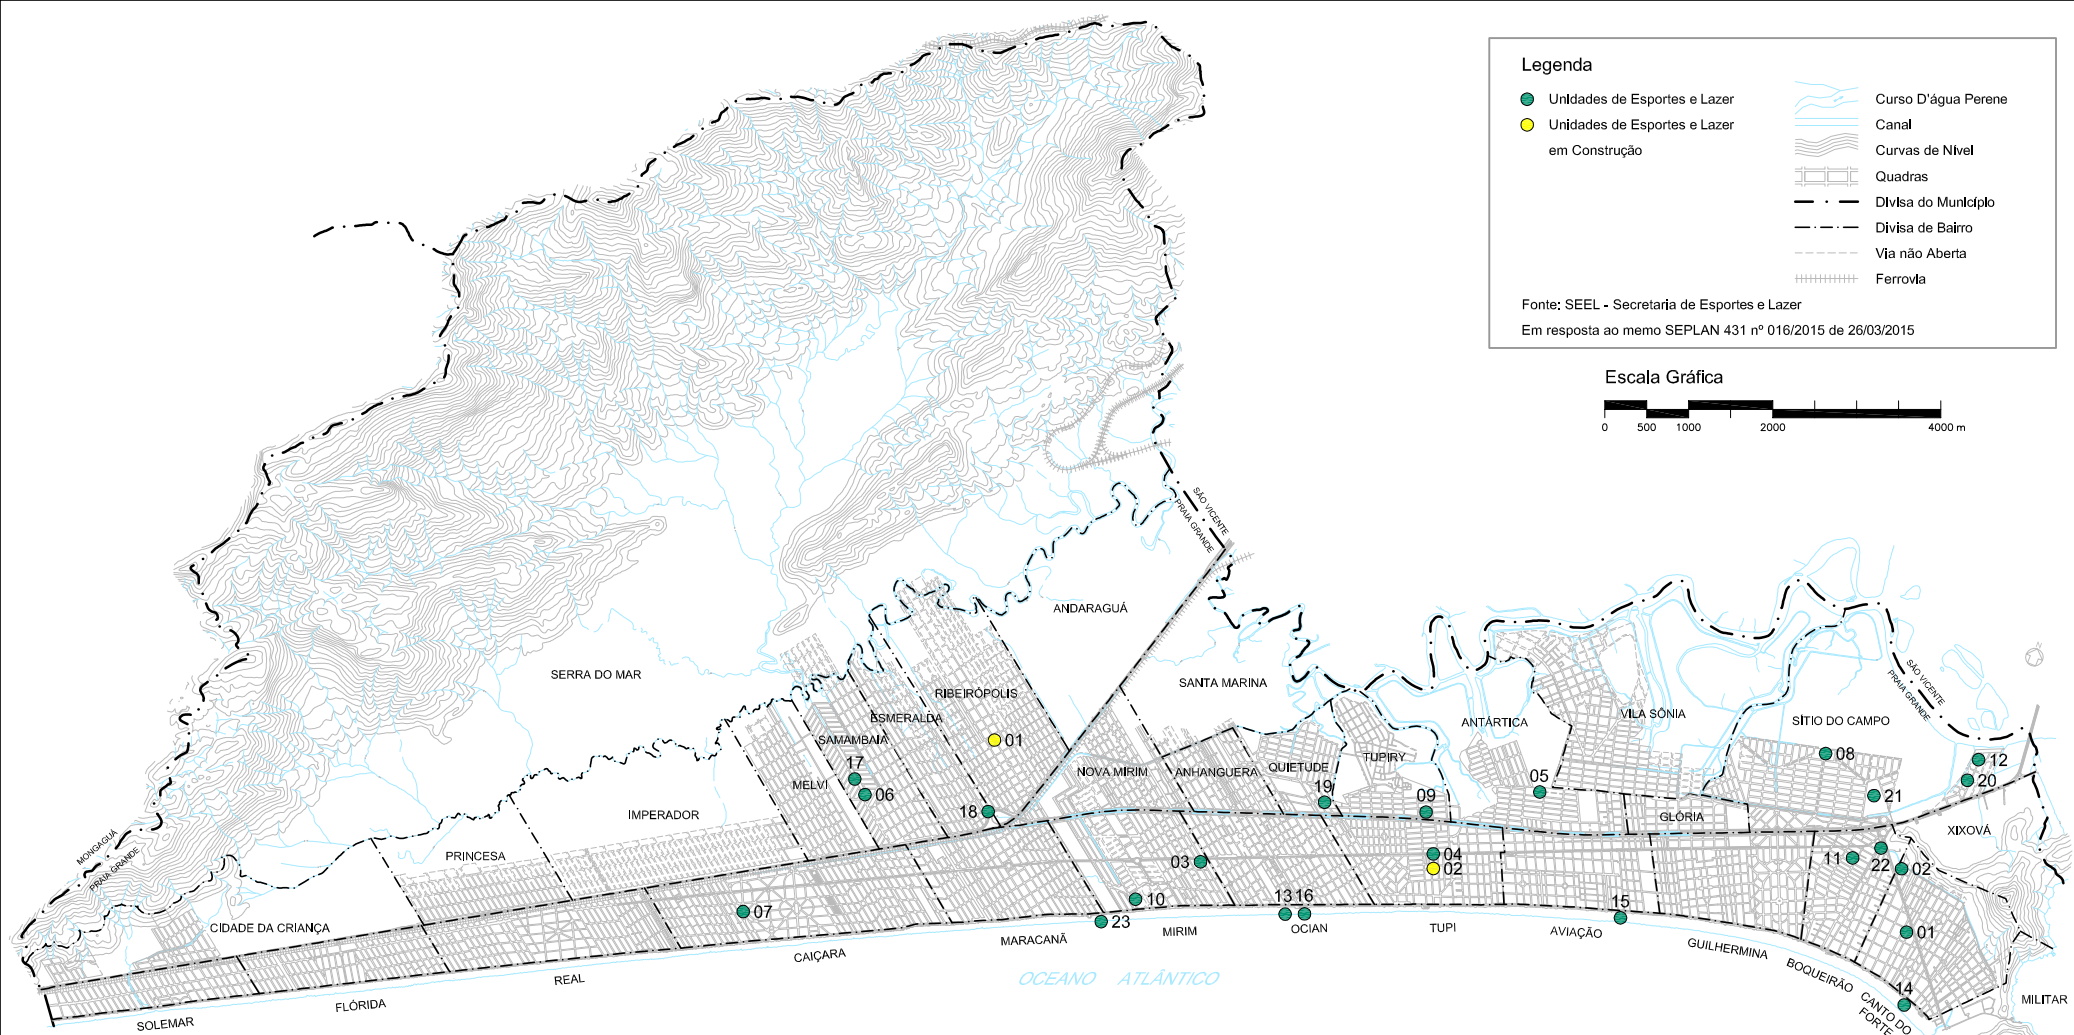 Legenda
Unidades de Esportes e Lazer
Unidades de Esportes e Lazer
em Construção
Curso D'água Perene
Canal
Curvas de Nível
Quadras
Divisa do Município
Divisa de Bairro
Via não Aberta
Ferrovia
Fonte: SEEL - Secretaria de Esportes e Lazer
Em resposta ao memo SEPLAN 431 nº 016/2015 de 26/03/2015
Escala Gráfica
0 500 1000 2000 4000 m
SÃO VICENTE
PRAIA GRANDE
ANDARAGUÁ
SERRA DO MAR
SANTA MARINA
RIBEIRÓPOLIS
ESMERALDA
SAMAMBAIA
MELVI
IMPERADOR
PRINCESA
CIDADE DA CRIANÇA
MONGAGUÁ
PRAIA GRANDE
NOVA MIRIM
ANHANGUERA
QUIETUDE
TUPIRY
ANTÁRTICA
VILA SÔNIA
SÍTIO DO CAMPO
SÃO VICENTE
PRAIA GRANDE
GLÓRIA
XIXOVÁ
01
17
06
18
19
09
05
08
12
20
21
03
04
02
11
22
02
07
10
23
13
16
15
01
14
SOLEMAR
FLÓRIDA
REAL
CAIÇARA
MARACANÃ
MIRIM
OCIAN
TUPI
AVIAÇÃO
GUILHERMINA
BOQUEIRÃO
CANTO DO
FORTE
MILITAR
OCEANO ATLÂNTICO